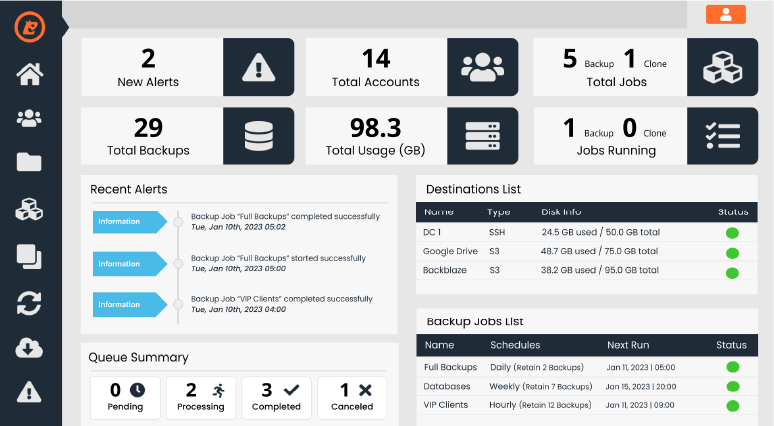 2
New Alerts
14
Total Accounts
5 Backup 1 Clone
Total Jobs
29
Total Backups
98.3
Total Usage (GB)
1 Backup 0 Clone
Jobs Running
Recent Alerts
Information
Backup Job "Full Backups" completed successfully
Tue, Jan 10th, 2023 05:02
Information
Backup Job "Full Backups" started successfully
Tue, Jan 10th, 2023 05:00
Information
Backup Job "VIP Clients" completed successfully
Tue, Jan 10th, 2023 04:00
Queue Summary
0
Pending
2
Processing
3
Completed
1
Canceled
Destinations List
Name Type Disk Info Status
DC 1 SSH 24.5 GB used / 50.0 GB total
Google Drive S3 48.7 GB used / 75.0 GB total
Backblaze S3 38.2 GB used / 95.0 GB total
Backup Jobs List
Name Schedules Next Run Status
Full Backups Daily (Retain 2 Backups) Jan 11, 2023 | 05:00
Databases Weekly (Retain 7 Backups) Jan 15, 2023 | 20:00
VIP Clients Hourly (Retain 12 Backups) Jan 11, 2023 | 09:00